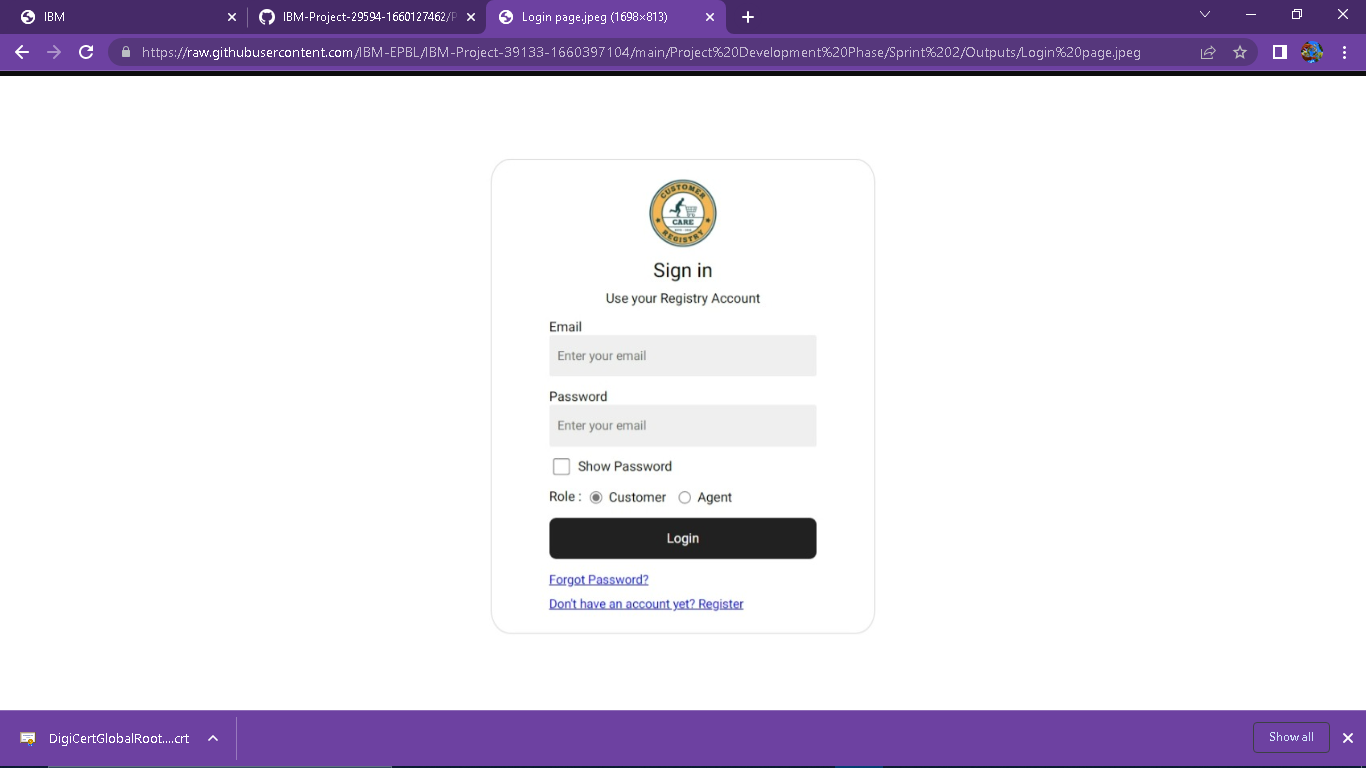 IBM
IBM-Project-29594-1660127462/P
Login page.jpeg (1698×813)
https://raw.githubusercontent.com/IBM-EPBL/IBM-Project-39133-1660397104/main/Project%20Development%20Phase/Sprint%202/Outputs/Login%20page.jpeg
CUSTOMER
CARE
REGISTRY
Sign in
Use your Registry Account
Email
Enter your email
Password
Enter your email
Show Password
Role : Customer Agent
Login
Forgot Password?
Don't have an account yet? Register
DigiCertGlobalRoot....crt
Show all